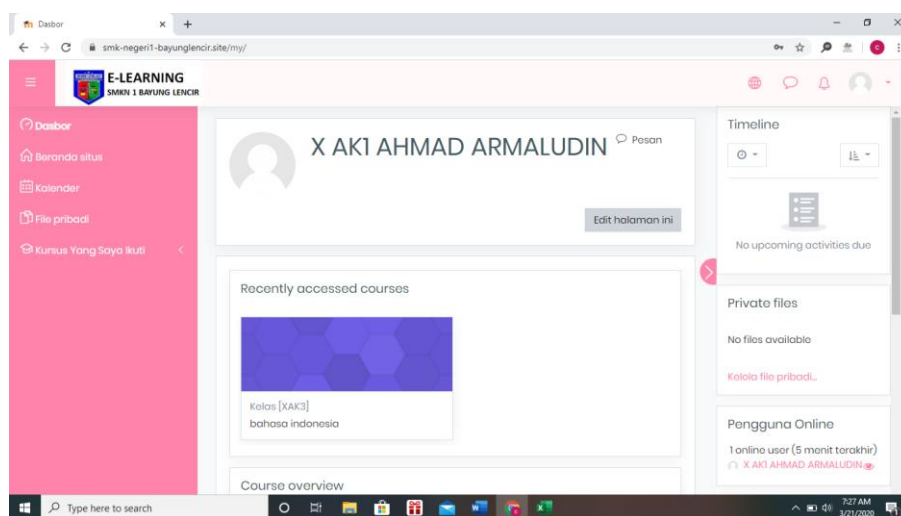 Dasbor
smk-negeri1-bayunglencir.site/my/
C
E-LEARNING
SMKN 1 BAYUNG LENCIR
Dasbor
Beranda situs
Kalender
File pribadi
Kursus Yang Saya Ikuti
X AK1 AHMAD ARMALUDIN Pesan
Edit halaman ini
Recently accessed courses
Kelas [XAK3]
bahasa indonesia
Course overview
Timeline
No upcoming activities due
Private files
No files available
Kelola file pribadi...
Pengguna Online
1 online user (5 menit terakhir)
X AK1 AHMAD ARMALUDIN
Type here to search
7:27 AM
3/21/2020